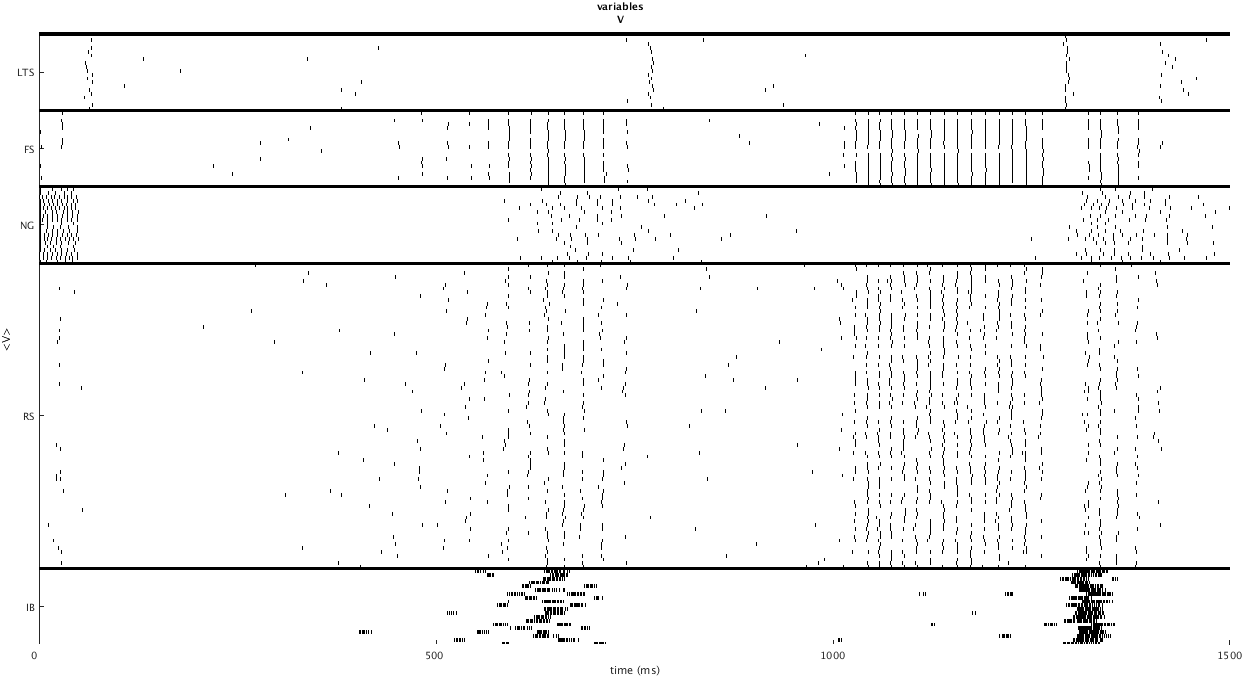 variables
V
LTS
FS
NG
<V>
RS
IB
0 500 1000 1500
time (ms)